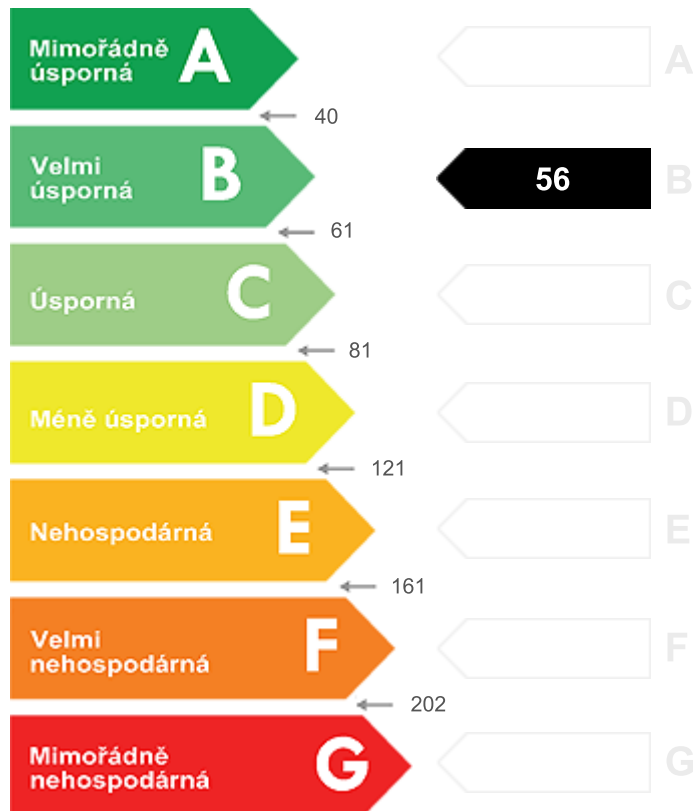 Mimořádně
úsporná
A
A
40
Velmi
úsporná
B
56
B
61
Úsporná
C
C
81
Méně úsporná
D
D
121
Nehospodárná
E
E
161
Velmi
nehospodárná
F
F
202
Mimořádně
nehospodárná
G
G